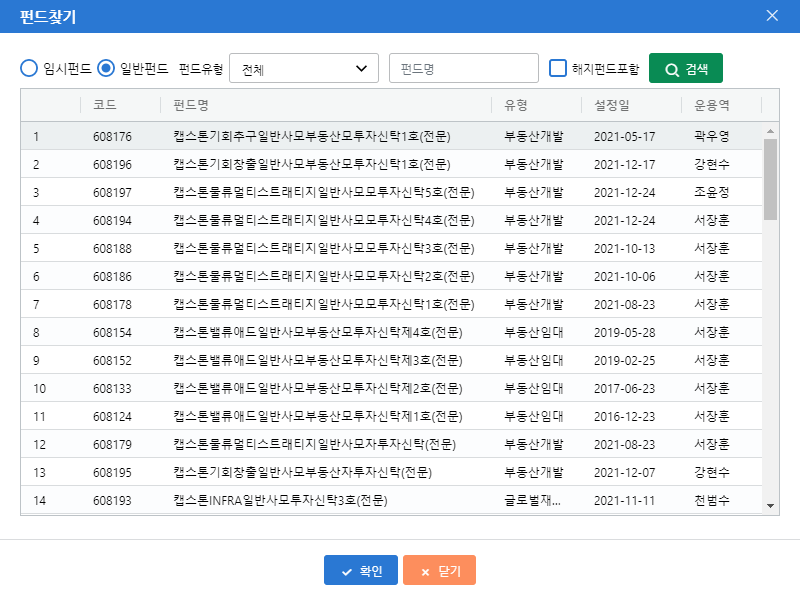 펀드찾기
임시펀드 일반펀드 펀드유형 전체 펀드명 해지펀드포함 검색
코드 펀드명 유형 설정일 운용역
1 608176 캡스톤기회추구일반사모부동산모투자신탁1호(전문) 부동산개발 2021-05-17 곽우영
2 608196 캡스톤기회창출일반사모부동산모투자신탁1호(전문) 부동산개발 2021-12-17 강현수
3 608197 캡스톤물류멀티스트래티지일반사모모투자신탁5호(전문) 부동산개발 2021-12-24 조윤정
4 608194 캡스톤물류멀티스트래티지일반사모모투자신탁4호(전문) 부동산개발 2021-12-24 서장훈
5 608188 캡스톤물류멀티스트래티지일반사모모투자신탁3호(전문) 부동산개발 2021-10-13 서장훈
6 608186 캡스톤물류멀티스트래티지일반사모모투자신탁2호(전문) 부동산개발 2021-10-06 서장훈
7 608178 캡스톤물류멀티스트래티지일반사모모투자신탁1호(전문) 부동산개발 2021-08-23 서장훈
8 608154 캡스톤밸류애드일반사모부동산모투자신탁제4호(전문) 부동산임대 2019-05-28 서장훈
9 608152 캡스톤밸류애드일반사모부동산모투자신탁제3호(전문) 부동산임대 2019-02-25 서장훈
10 608133 캡스톤밸류애드일반사모부동산모투자신탁제2호(전문) 부동산임대 2017-06-23 서장훈
11 608124 캡스톤밸류애드일반사모부동산모투자신탁제1호(전문) 부동산임대 2016-12-23 서장훈
12 608179 캡스톤물류멀티스트래티지일반사모자투자신탁(전문) 부동산개발 2021-08-23 서장훈
13 608195 캡스톤기회창출일반사모부동산자투자신탁(전문) 부동산개발 2021-12-07 강현수
14 608193 캡스톤INFRA일반사모투자신탁3호(전문) 글로벌재... 2021-11-11 천범수
확인 닫기